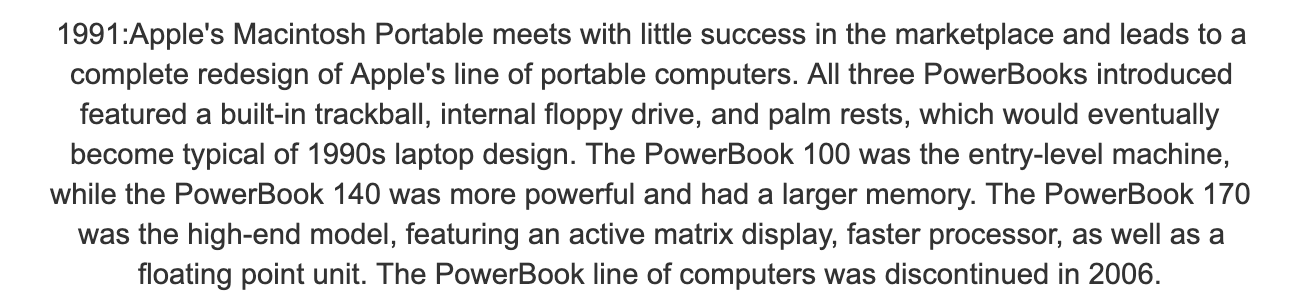 1991:Apple's Macintosh Portable meets with little success in the marketplace and leads to a
complete redesign of Apple's line of portable computers. All three PowerBooks introduced
featured a built-in trackball, internal floppy drive, and palm rests, which would eventually
become typical of 1990s laptop design. The PowerBook 100 was the entry-level machine,
while the PowerBook 140 was more powerful and had a larger memory. The PowerBook 170
was the high-end model, featuring an active matrix display, faster processor, as well as a
floating point unit. The PowerBook line of computers was discontinued in 2006.